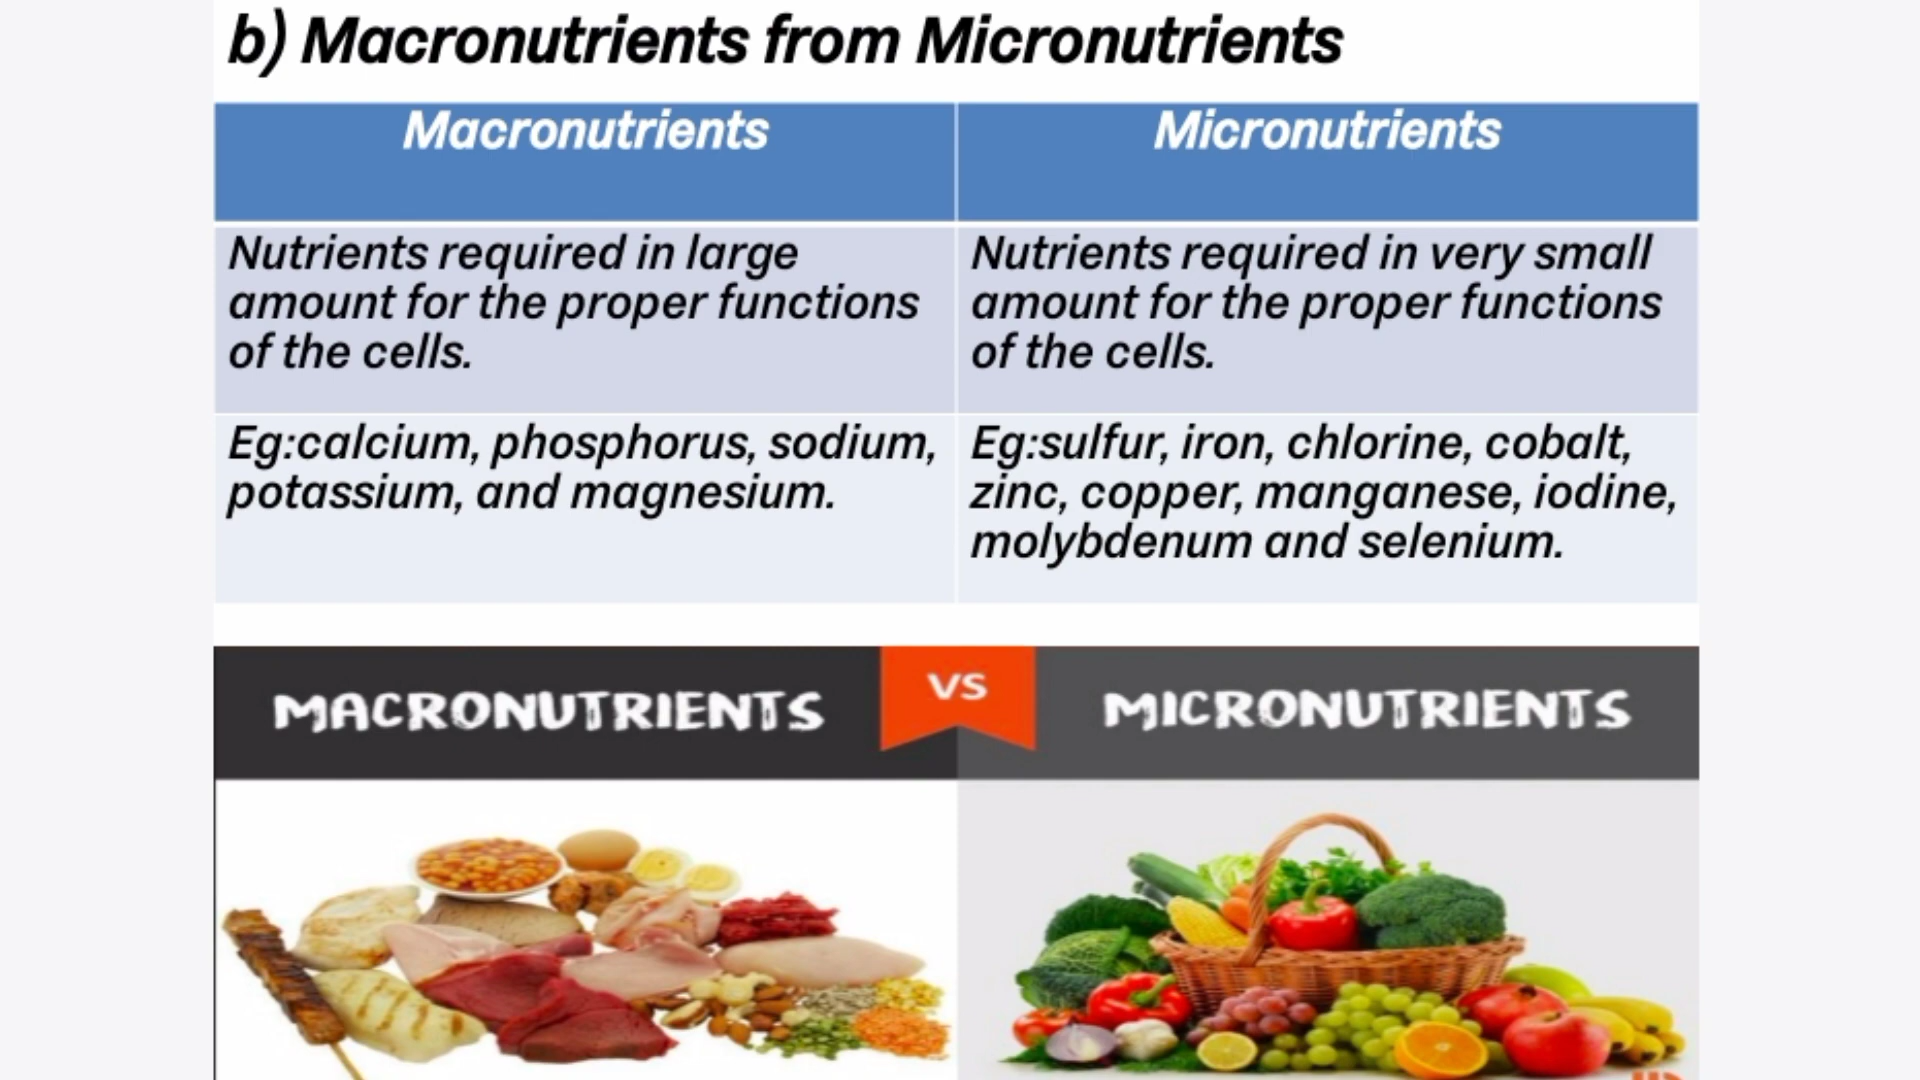 b) Macronutrients from Micronutrients
Macronutrients
Micronutrients
Nutrients required in large
amount for the proper functions
of the cells.
Nutrients required in very small
amount for the proper functions
of the cells.
Eg:calcium, phosphorus, sodium,
potassium, and magnesium.
Eg:sulfur, iron, chlorine, cobalt,
zinc, copper, manganese, iodine,
molybdenum and selenium.
MACRONUTRIENTS
VS
MICRONUTRIENTS